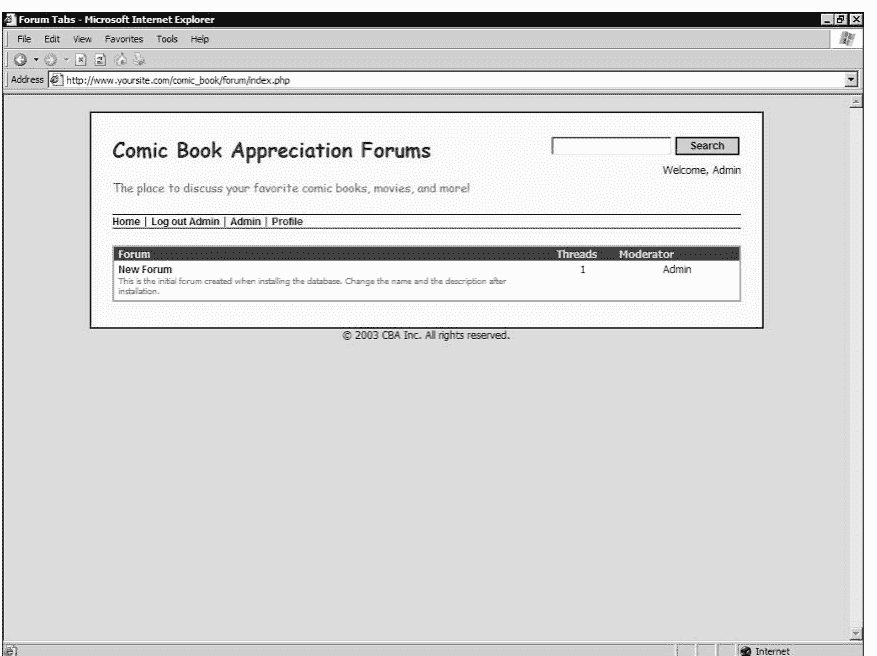 Forum Tabs - Microsoft Internet Explorer
File Edit View Favorites Tools Help
Address http://www.yoursite.com/comic_book/forum/index.php
Comic Book Appreciation Forums
Search
Welcome, Admin
The place to discuss your favorite comic books, movies, and more!
Home | Log out Admin | Admin | Profile
Forum Threads Moderator
New Forum 1 Admin
This is the initial forum created when installing the database. Change the name and the description after
installation.
© 2003 CBA Inc. All rights reserved.
Internet